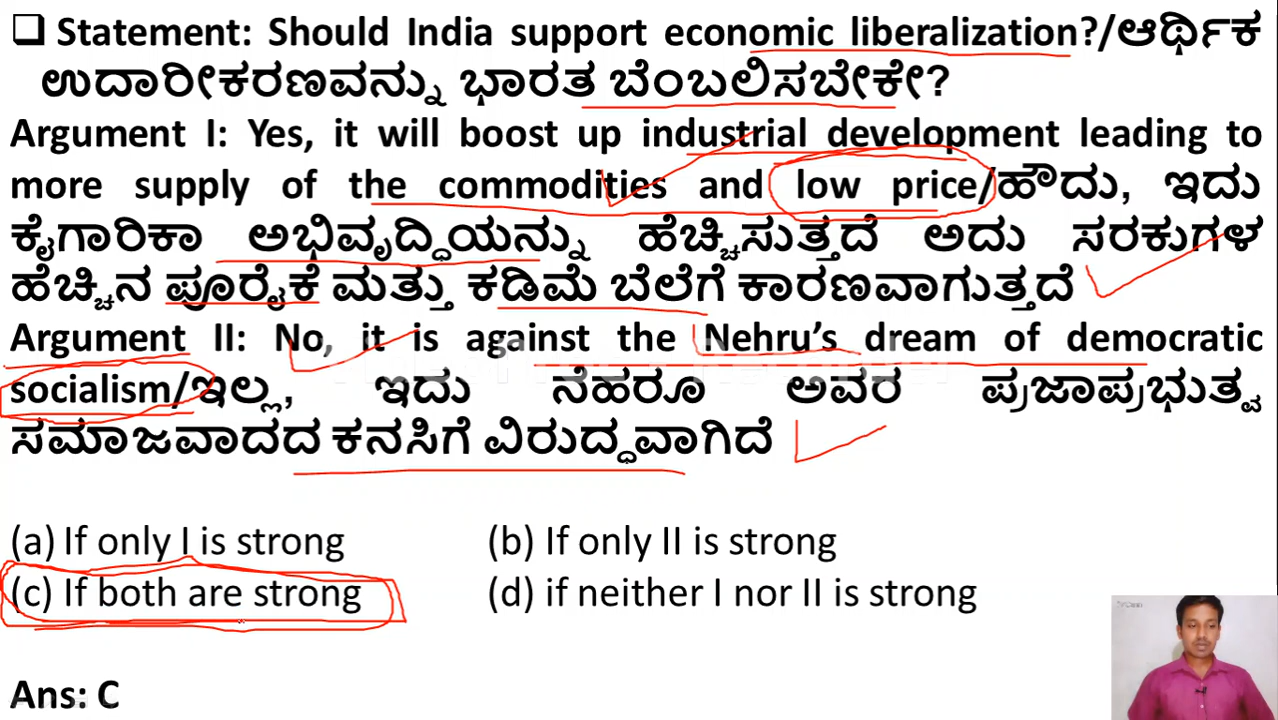 ❑ Statement: Should India support economic liberalization?/ಆರ್ಥಿಕ
ಉದಾರೀಕರಣವನ್ನು ಭಾರತ ಬೆಂಬಲಿಸಬೇಕೇ?
Argument I: Yes, it will boost up industrial development leading to
more supply of the commodities and low price/ಹೌದು, ಇದು
ಕೈಗಾರಿಕಾ ಅಭಿವೃದ್ಧಿಯನ್ನು ಹೆಚ್ಚಿಸುತ್ತದೆ ಅದು ಸರಕುಗಳ
ಹೆಚ್ಚಿನ ಪೂರೈಕೆ ಮತ್ತು ಕಡಿಮೆ ಬೆಲೆಗೆ ಕಾರಣವಾಗುತ್ತದೆ
Argument II: No, it is against the Nehru’s dream of democratic
socialism/ಇಲ್ಲ, ಇದು ನೆಹರೂ ಅವರ ಪ್ರಜಾಪ್ರಭುತ್ವ
ಸಮಾಜವಾದದ ಕನಸಿಗೆ ವಿರುದ್ಧವಾಗಿದೆ
(a) If only I is strong (b) If only II is strong
(c) If both are strong (d) if neither I nor II is strong
Ans: C